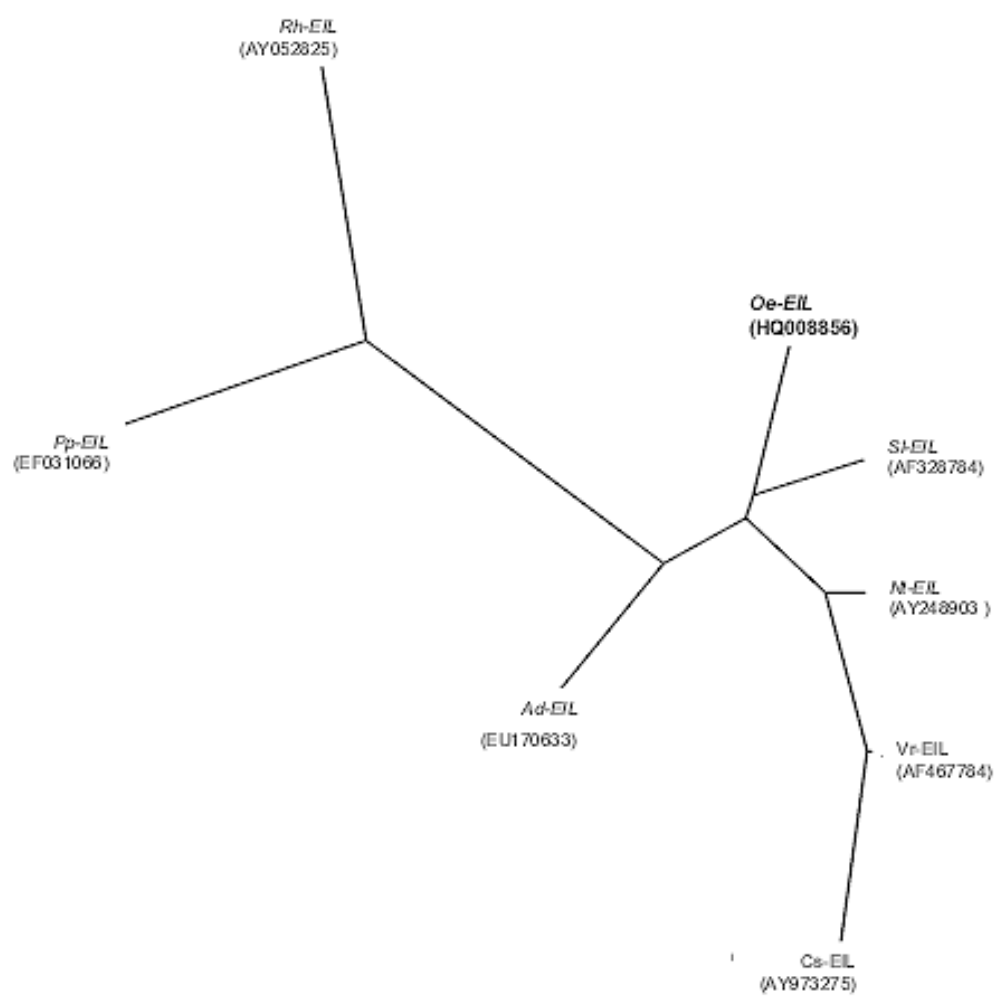 Rh-EIL
(AY052825)
Oe-EIL
(HQ008856)
Pp-EIL
(EF031066)
Sl-EIL
(AF328784)
Nt-EIL
(AY248903 )
Ad-EIL
(EU170633)
Vr-EIL
(AF467784)
Cs-EIL
(AY973275)